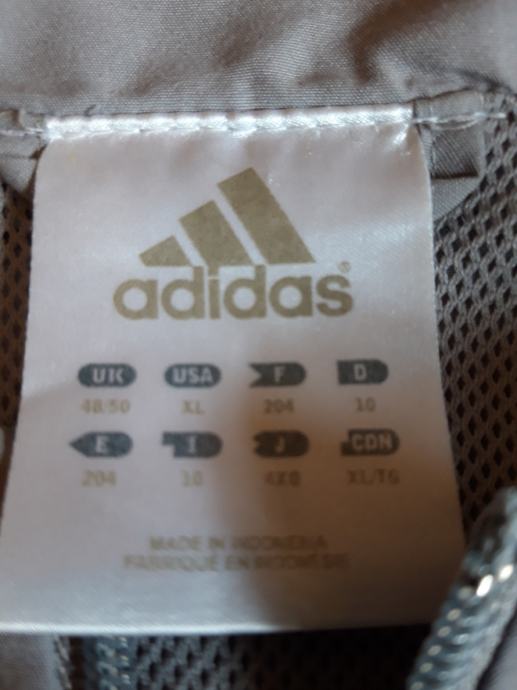 adidas®
UK USA F D
48/50 XL 204 10
E I J CDN
204 10 4XO XL/TG
MADE IN INDONESIA
FABRIQUÉ EN INDONÉSIE